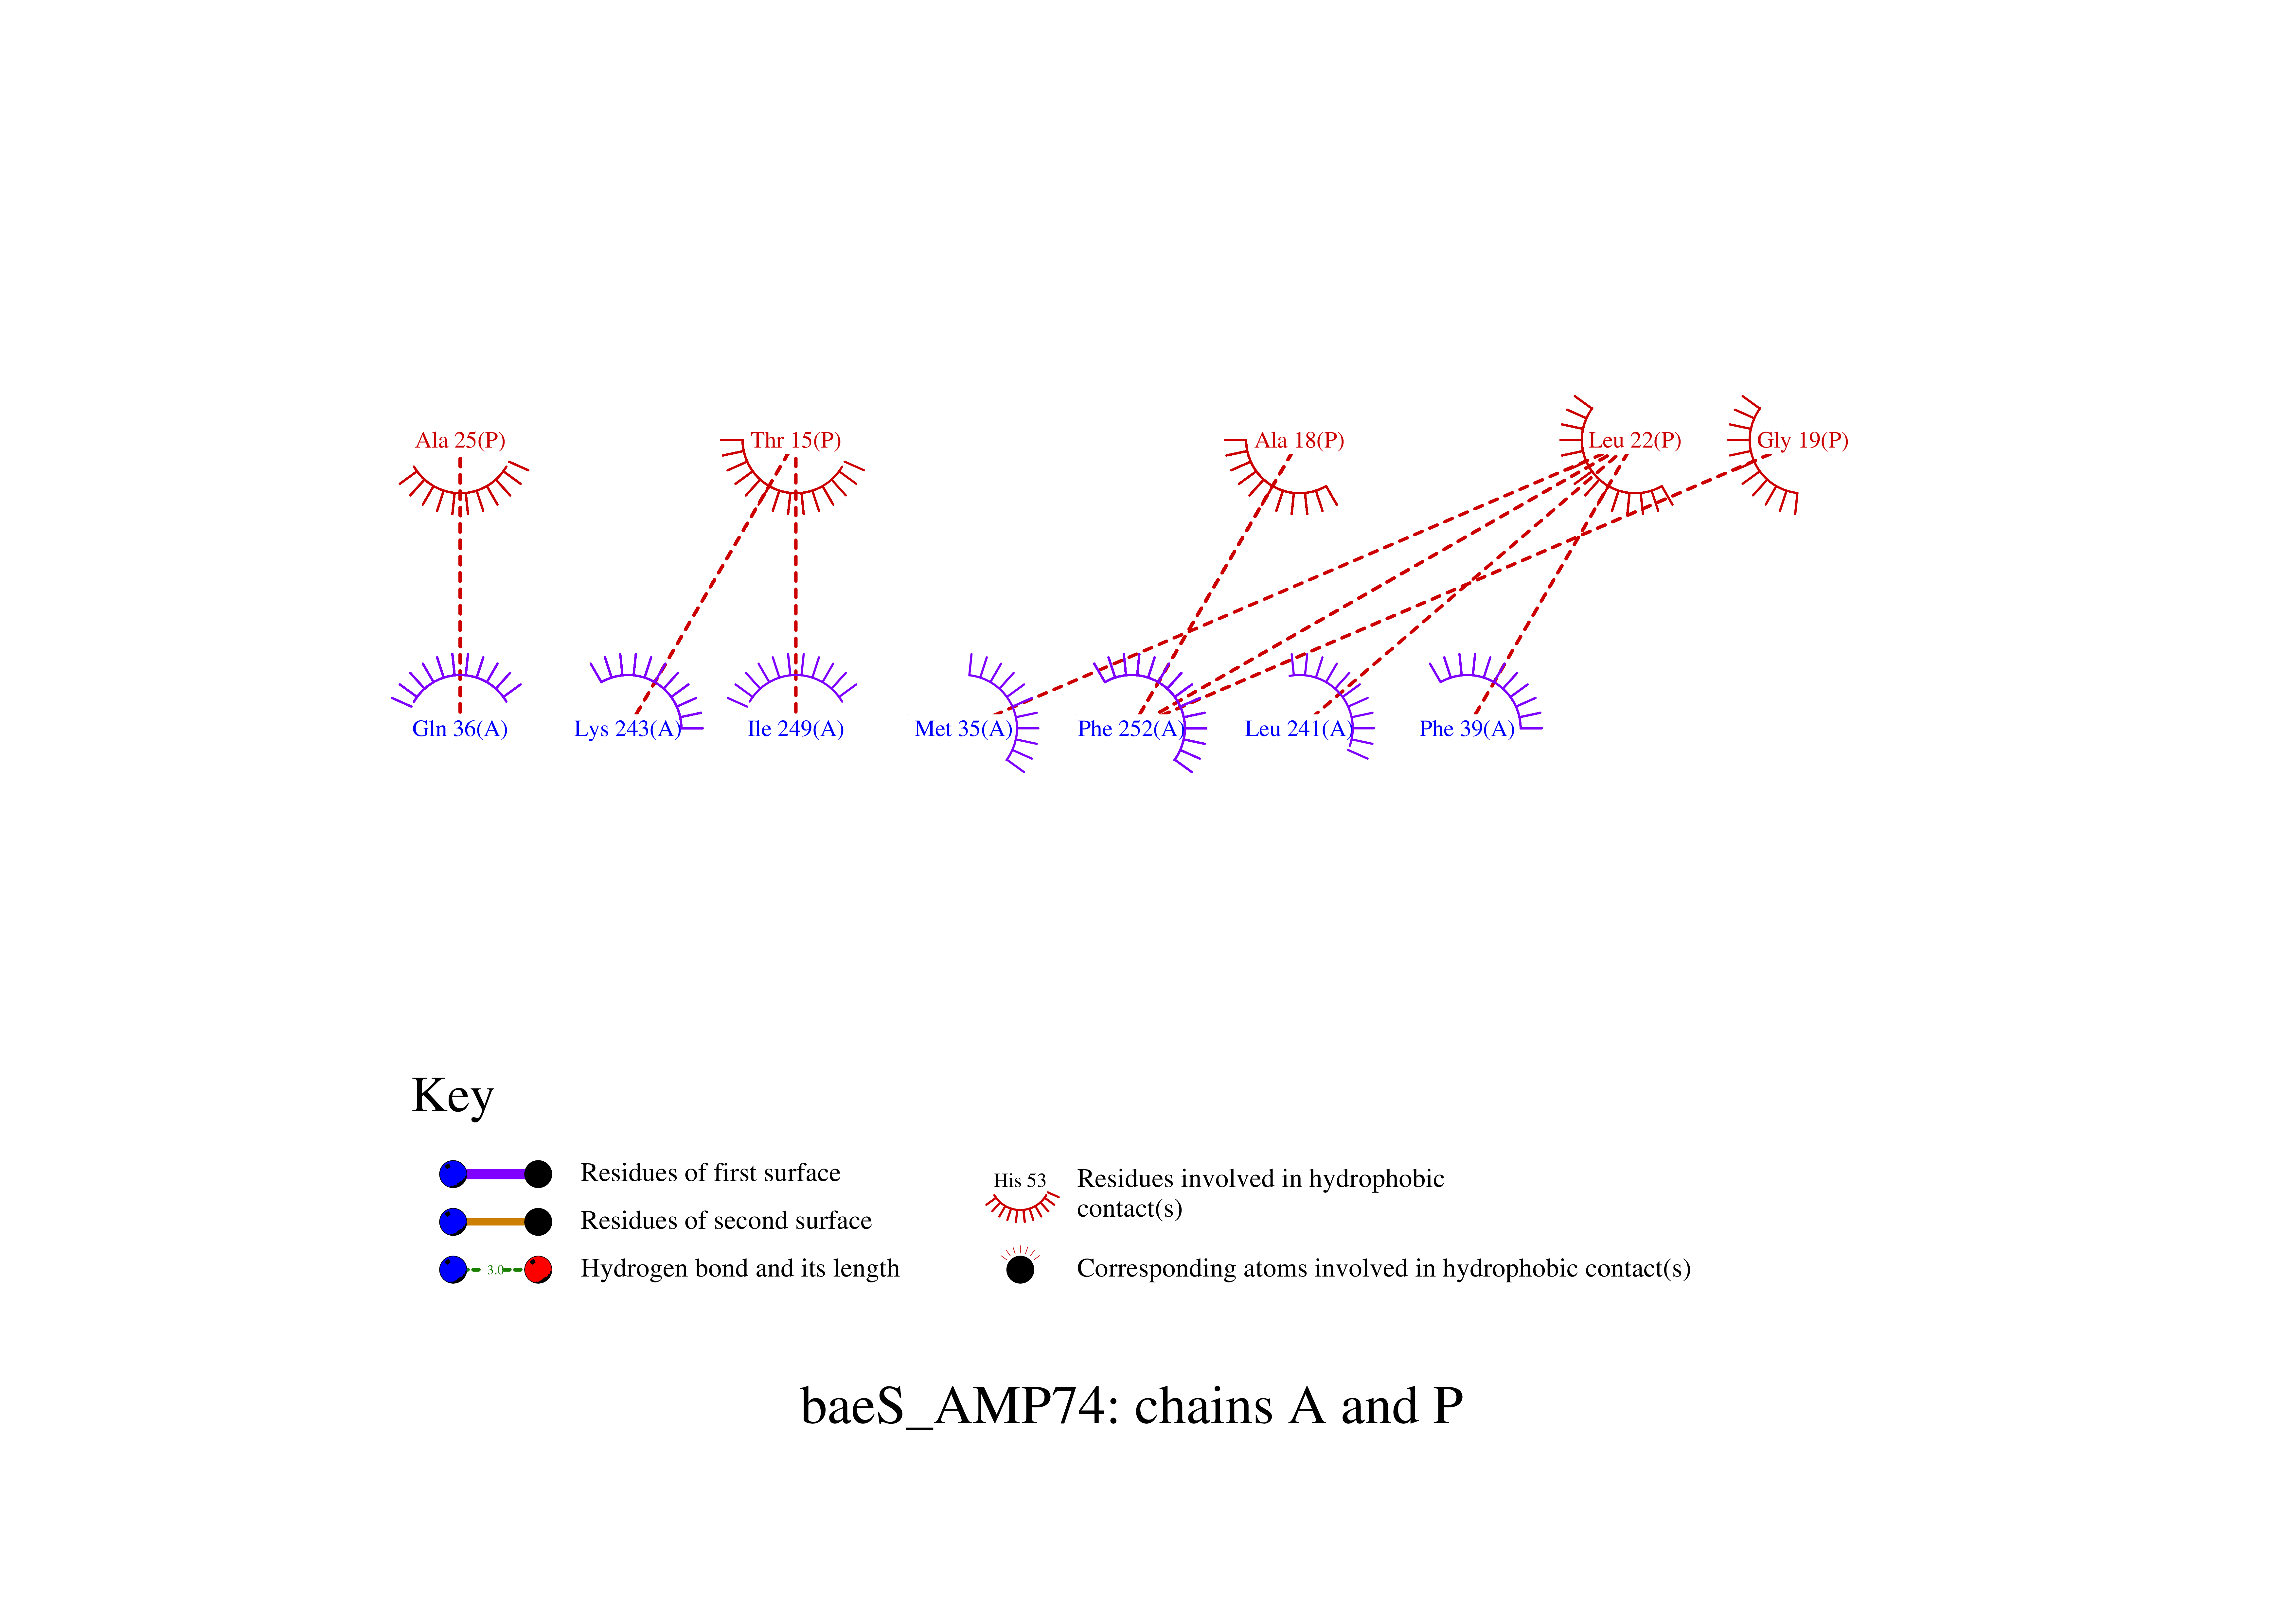 Ala 25(P) Thr 15(P) Ala 18(P) Leu 22(P) Gly 19(P)
Gln 36(A) Lys 243(A) Ile 249(A) Met 35(A) Phe 252(A) Leu 241(A) Phe 39(A)
Key
Residues of first surface
Residues of second surface
3.0 Hydrogen bond and its length
His 53 Residues involved in hydrophobic
contact(s)
Corresponding atoms involved in hydrophobic contact(s)
baeS_AMP74: chains A and P